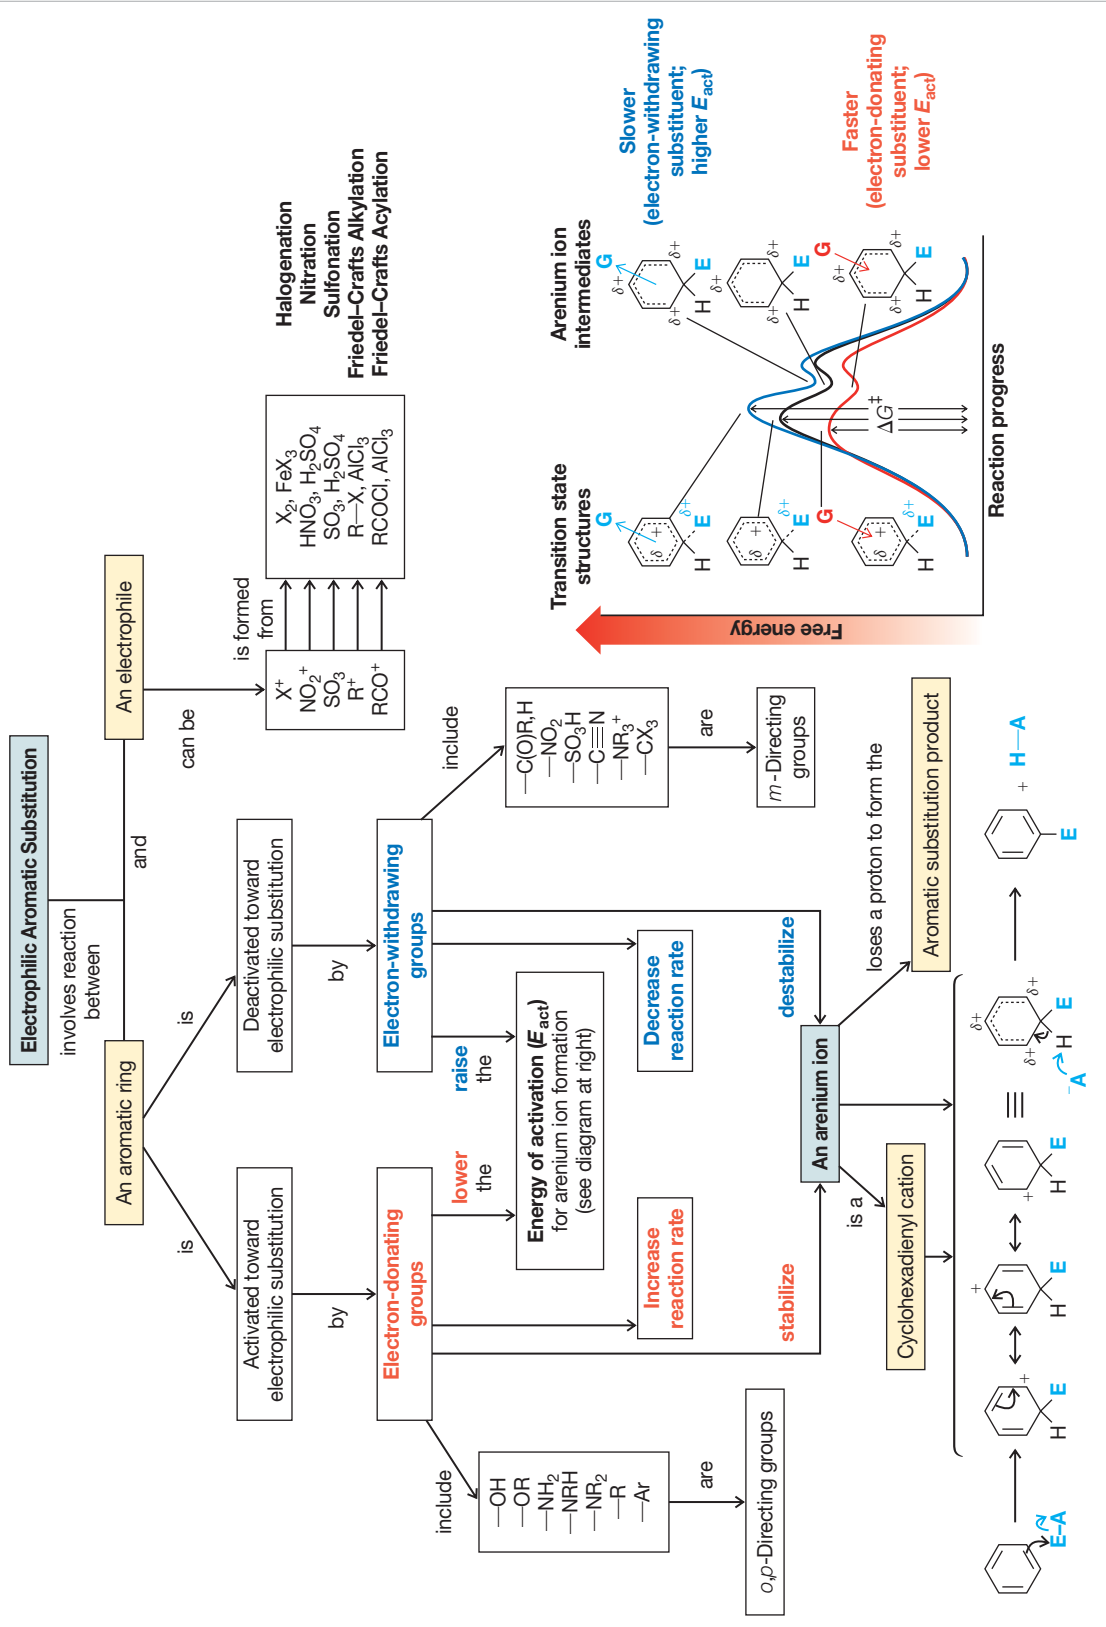 Electrophilic Aromatic Substitution
involves reaction
between
An aromatic ring
and
An electrophile
is
is
can be
Activated toward
electrophilic substitution
Deactivated toward
electrophilic substitution
X⁺
NO₂⁺
SO₃
R⁺
RCO⁺
is formed
from
X₂, FeX₃
HNO₃, H₂SO₄
SO₃, H₂SO₄
R—X, AlCl₃
RCOCl, AlCl₃
Halogenation
Nitration
Sulfonation
Friedel–Crafts Alkylation
Friedel–Crafts Acylation
by
by
Electron-donating
groups
Electron-withdrawing
groups
include
lower
the
raise
the
include
—OH
—OR
—NH₂
—NRH
—NR₂
—R
—Ar
Energy of activation (Eact)
for arenium ion formation
(see diagram at right)
—C(O)R,H
—NO₂
—SO₃H
—C≡N
—NR₃⁺
—CX₃
are
Increase
reaction rate
Decrease
reaction rate
are
o,p-Directing groups
m-Directing
groups
stabilize
destabilize
An arenium ion
is a
loses a proton to form the
Cyclohexadienyl cation
Aromatic substitution product
E–A
+
H E
+
H E
+
H E
≡
δ+
δ+
δ+
H E
⁻A
E
+
H—A
Transition state
structures
Arenium ion
intermediates
G
δ+
δ+
H E
G
δ+
δ+
δ+
H E
Slower
(electron-withdrawing
substituent;
higher Eact)
δ+
δ+
H E
δ+
δ+
δ+
H E
G
δ+
δ+
H E
G
δ+
δ+
δ+
H E
Faster
(electron-donating
substituent;
lower Eact)
ΔG‡
Free energy
Reaction progress